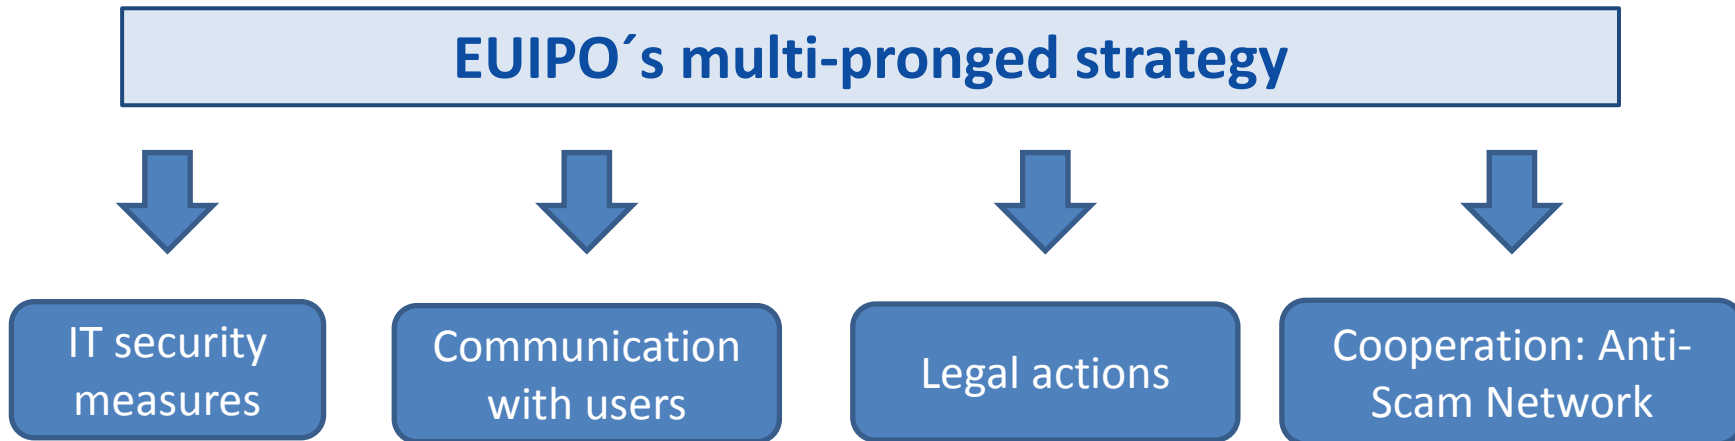 EUIPO´s multi-pronged strategy
IT security
measures
Communication
with users
Legal actions
Cooperation: Anti-
Scam Network